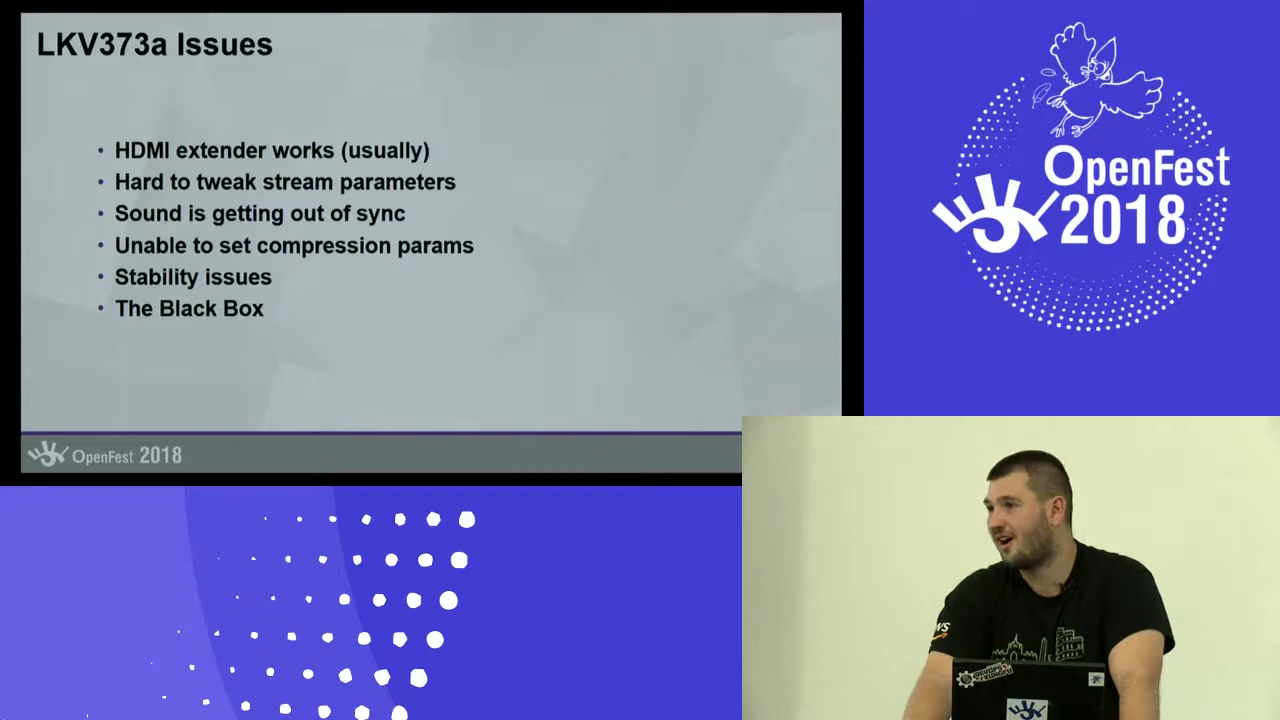 LKV373a Issues
• HDMI extender works (usually)
• Hard to tweak stream parameters
• Sound is getting out of sync
• Unable to set compression params
• Stability issues
• The Black Box
OpenFest 2018
OpenFest
2018